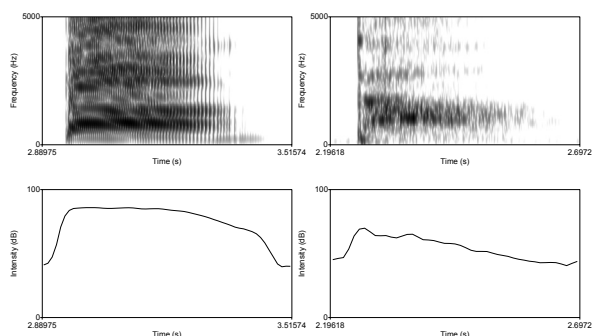 5000
Frequency (Hz)
0
2.88975
3.51574
Time (s)
5000
Frequency (Hz)
0
2.19618
2.6972
Time (s)
100
Intensity (dB)
0
2.88975
3.51574
Time (s)
100
Intensity (dB)
0
2.19618
2.6972
Time (s)